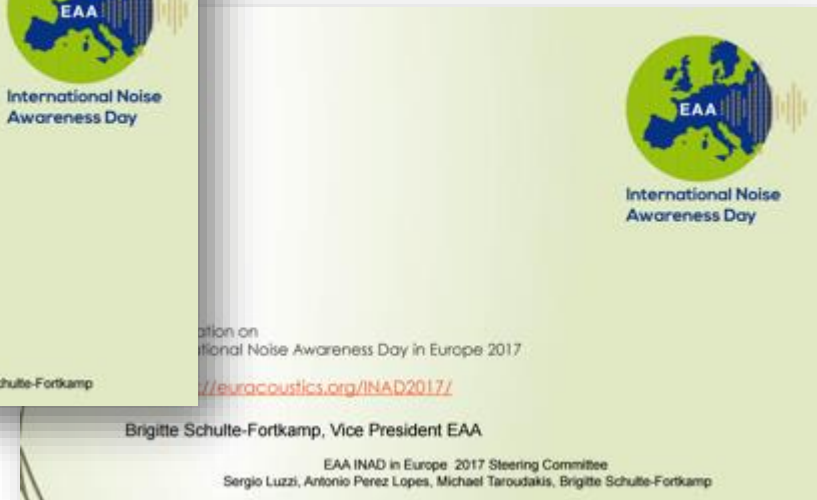 EAA
International Noise
Awareness Day
chulte-Fortkamp
EAA
International Noise
Awareness Day
ation on
tional Noise Awareness Day in Europe 2017
://euracoustics.org/INAD2017/
Brigitte Schulte-Fortkamp, Vice President EAA
EAA INAD in Europe 2017 Steering Committee
Sergio Luzzi, Antonio Perez Lopes, Michael Taroudakis, Brigitte Schulte-Fortkamp